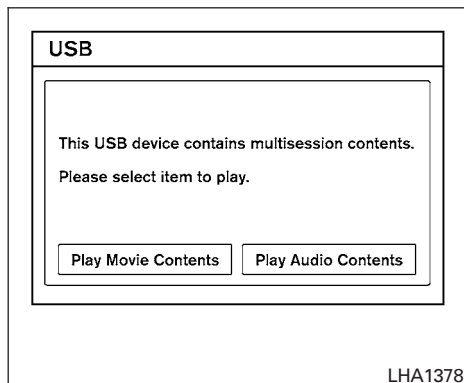 USB
This USB device contains multisession contents.
Please select item to play.
Play Movie Contents
Play Audio Contents
LHA1378